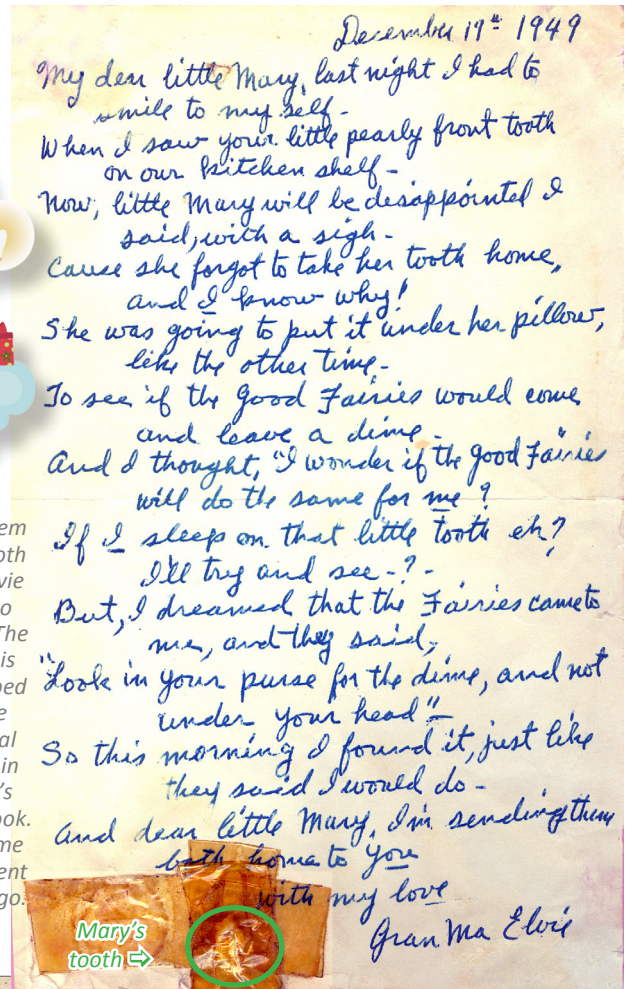 December 19th 1949
My dear little Mary, last night I had to
smile to my self -
When I saw your little pearly front tooth
on our kitchen shelf -
Now, little Mary will be disappointed I
said, with a sigh -
Cause she forgot to take her tooth home,
and I know why!
She was going to put it under her pillow,
like the other time -
To see if the Good Fairies would come
and leave a dime -
And I thought, "I wonder if the good Fairies
will do the same for me?
If I sleep on that little tooth eh?
I'll try and see -?-
But, I dreamed that the Fairies came to
me, and they said,
"Look in your purse for the dime, and not
under your head" -
So this morning I found it, just like
they said I would do -
And dear little Mary, I'm sending them
both home to you
with my love
Gran Ma Elvie
Mary's
tooth
em
oth
vie
o
The
is
ped
e
al
in
's
ok.
me
ent
go.